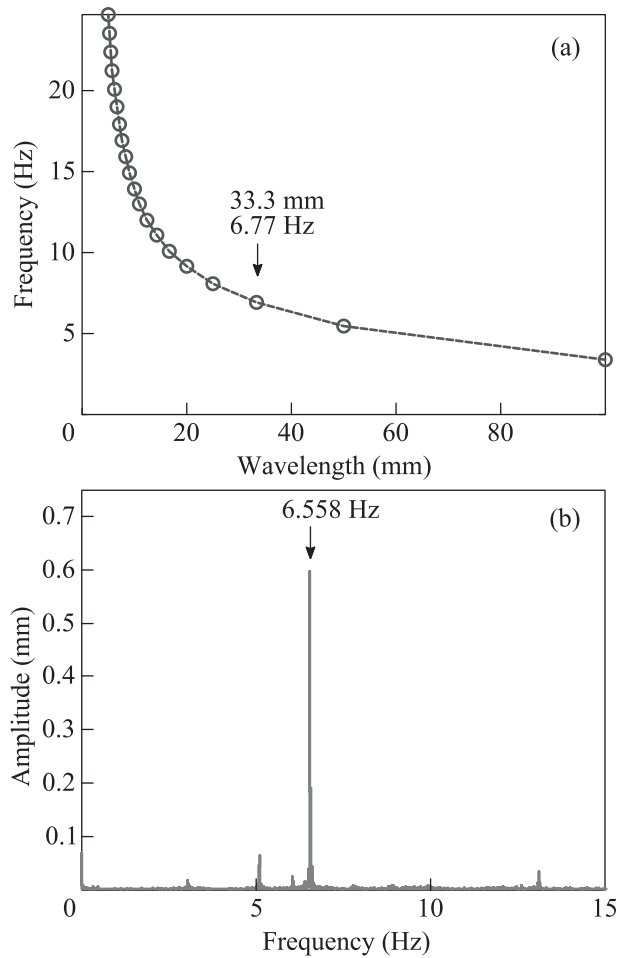 (a)
20
15
10
5
0
20
40
60
80
33.3 mm
6.77 Hz
Frequency (Hz)
Wavelength (mm)
(b)
6.558 Hz
0.7
0.6
0.5
0.4
0.3
0.2
0.1
0
5
10
15
Amplitude (mm)
Frequency (Hz)